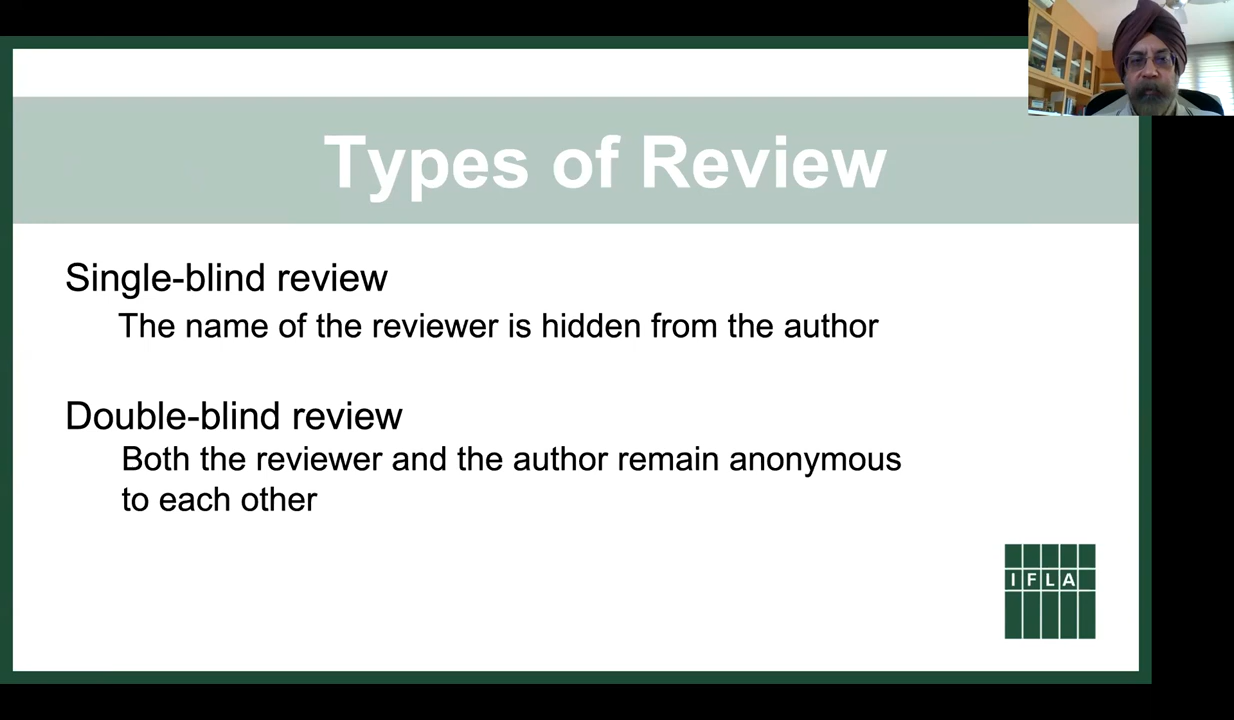 Types of Review
Single-blind review
The name of the reviewer is hidden from the author
Double-blind review
Both the reviewer and the author remain anonymous
to each other
IFLA